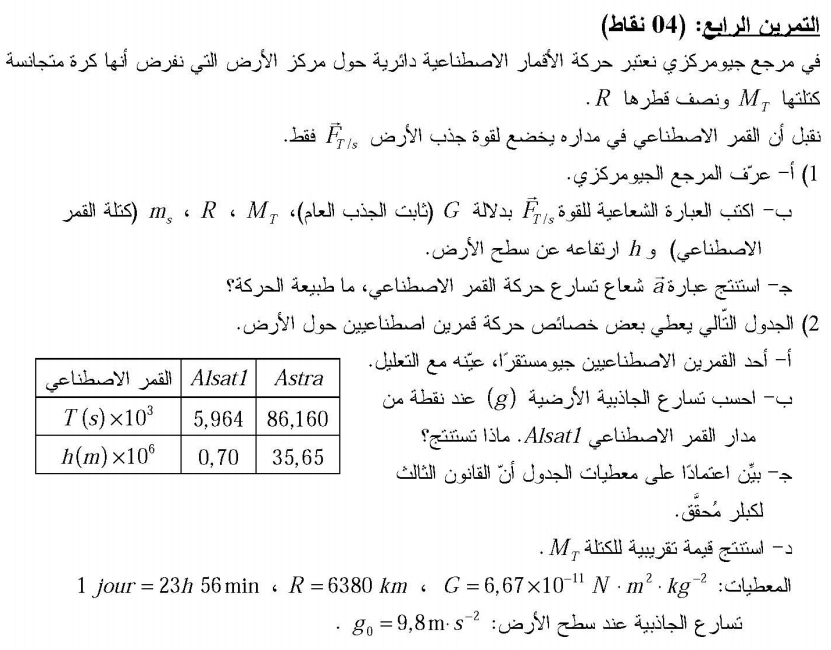 التمرين الرابع: (04 نقاط)
في مرجع جيومركزي نعتبر حركة الأقمار الاصطناعية دائرية حول مركز الأرض التي نفرض أنها كرة متجانسة
كتلتها M_T ونصف قطرها R .
نقبل أن القمر الاصطناعي في مداره يخضع لقوة جذب الأرض F⃗_{T/s} فقط.
1) أ- عرّف المرجع الجيومركزي.
ب- اكتب العبارة الشعاعية للقوة F⃗_{T/s} بدلالة G (ثابت الجذب العام)، M_T ، R ، m_s (كتلة القمر
الاصطناعي) و h ارتفاعه عن سطح الأرض.
ج- استنتج عبارة a⃗ شعاع تسارع حركة القمر الاصطناعي، ما طبيعة الحركة؟
2) الجدول التّالي يعطي بعض خصائص حركة قمرين اصطناعيين حول الأرض.
أ- أحد القمرين الاصطناعيين جيومستقرًا، عيّنه مع التعليل.
ب- احسب تسارع الجاذبية الأرضية (g) عند نقطة من
مدار القمر الاصطناعي Alsat1. ماذا تستنتج؟
ج- بيِّن اعتمادًا على معطيات الجدول أنّ القانون الثالث
لكبلر مُحقَّق.
د- استنتج قيمة تقريبية للكتلة M_T .
القمر الاصطناعي Alsat1 Astra
T (s)×10³ 5,964 86,160
h(m)×10⁶ 0,70 35,65
المعطيات: G = 6,67×10⁻¹¹ N·m²·kg⁻² ، R = 6380 km ، 1 jour = 23h 56min
تسارع الجاذبية عند سطح الأرض: g₀ = 9,8m·s⁻² .